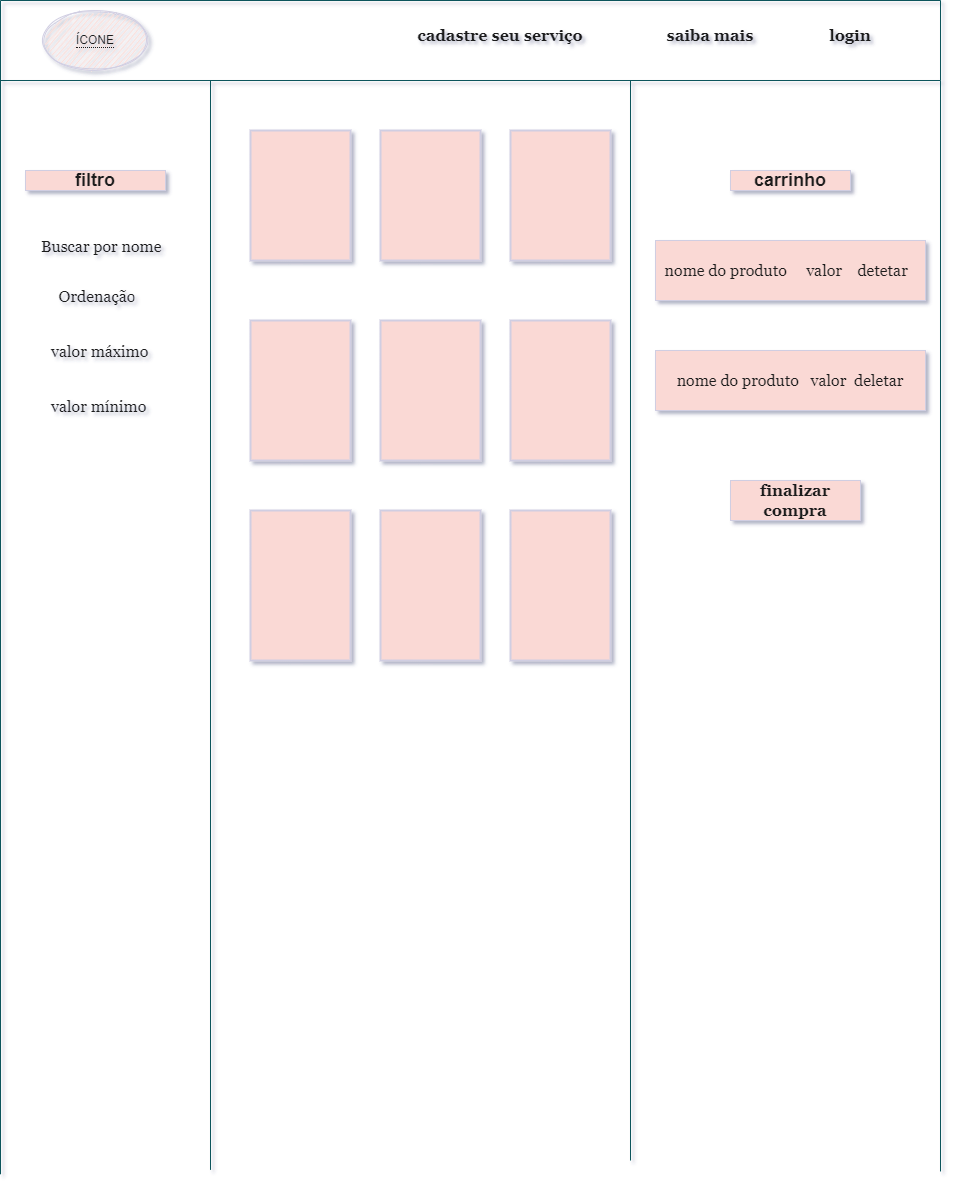 ÍCONE
cadastre seu serviço
saiba mais
login
filtro
Buscar por nome
Ordenação
valor máximo
valor mínimo
carrinho
nome do produto valor detetar
nome do produto valor deletar
finalizar
compra